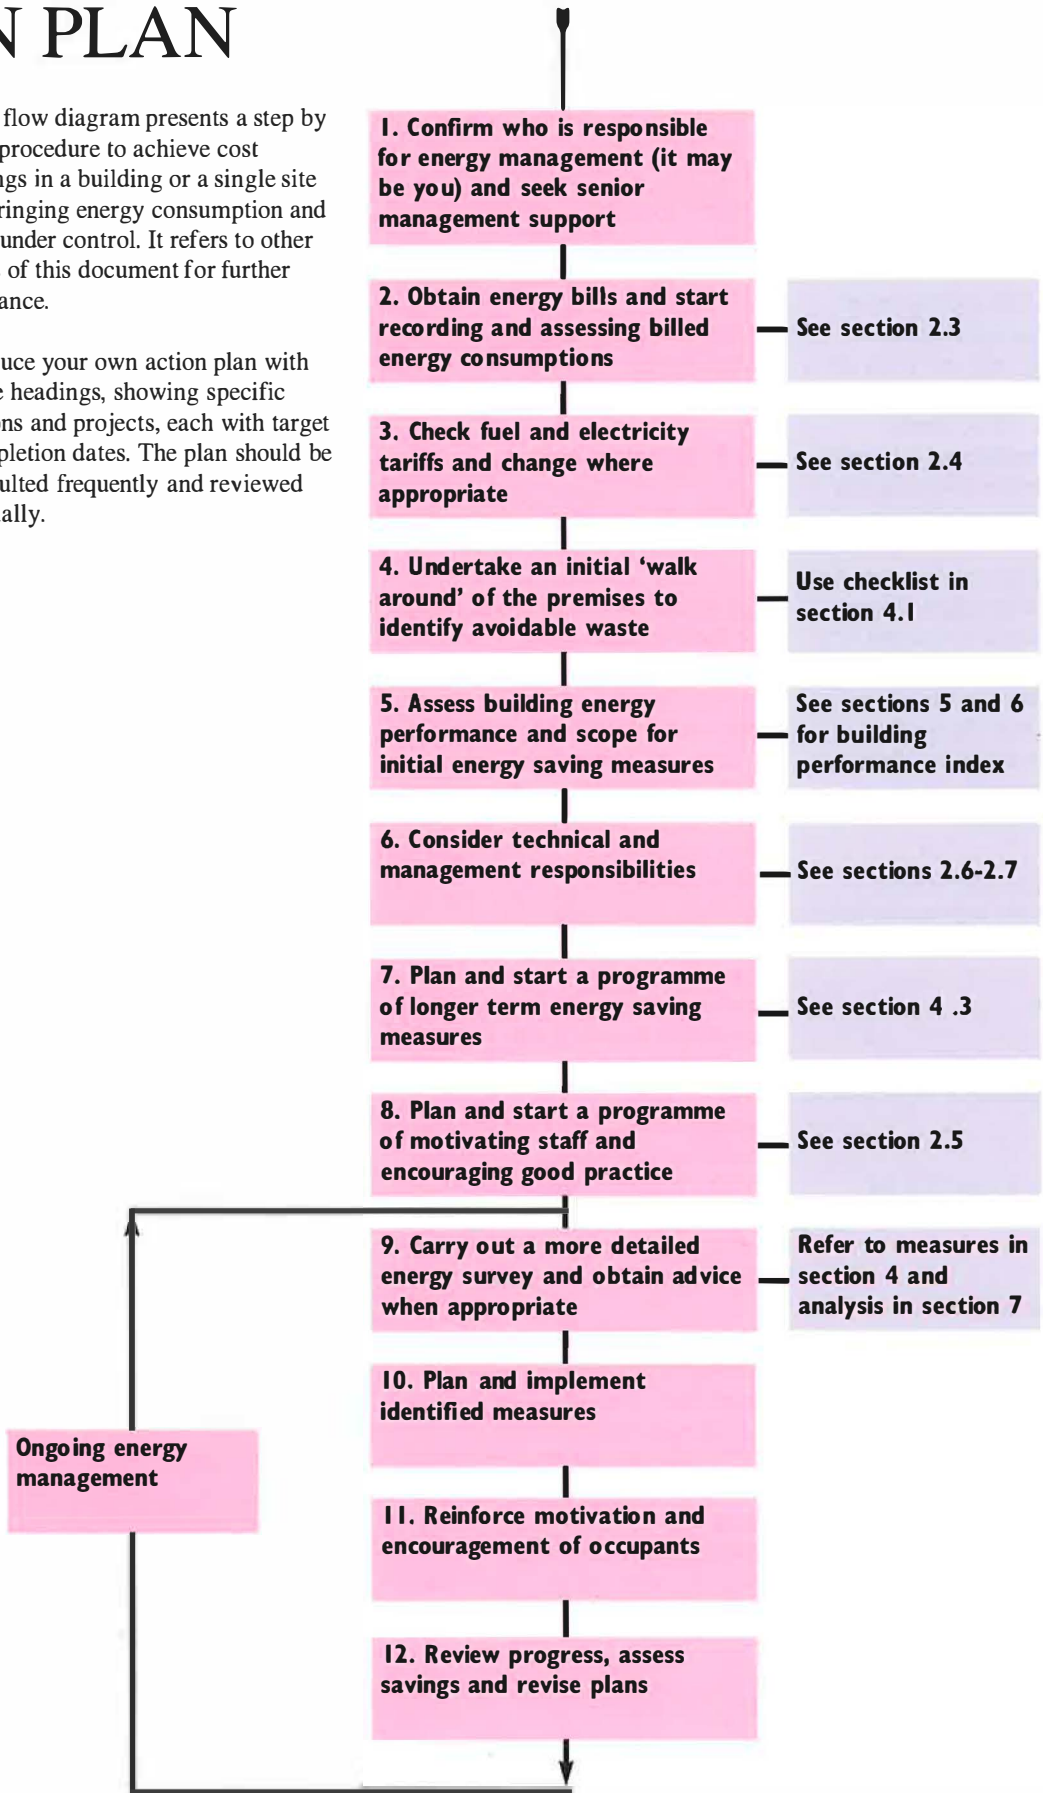 N PLAN
flow diagram presents a step by
procedure to achieve cost
ngs in a building or a single site
ringing energy consumption and
under control. It refers to other
of this document for further
ance.
uce your own action plan with
e headings, showing specific
ons and projects, each with target
pletion dates. The plan should be
ulted frequently and reviewed
ally.
1. Confirm who is responsible
for energy management (it may
be you) and seek senior
management support
2. Obtain energy bills and start
recording and assessing billed
energy consumptions
See section 2.3
3. Check fuel and electricity
tariffs and change where
appropriate
See section 2.4
4. Undertake an initial ‘walk
around’ of the premises to
identify avoidable waste
Use checklist in
section 4.1
5. Assess building energy
performance and scope for
initial energy saving measures
See sections 5 and 6
for building
performance index
6. Consider technical and
management responsibilities
See sections 2.6-2.7
7. Plan and start a programme
of longer term energy saving
measures
See section 4 .3
8. Plan and start a programme
of motivating staff and
encouraging good practice
See section 2.5
9. Carry out a more detailed
energy survey and obtain advice
when appropriate
Refer to measures in
section 4 and
analysis in section 7
10. Plan and implement
identified measures
Ongoing energy
management
11. Reinforce motivation and
encouragement of occupants
12. Review progress, assess
savings and revise plans